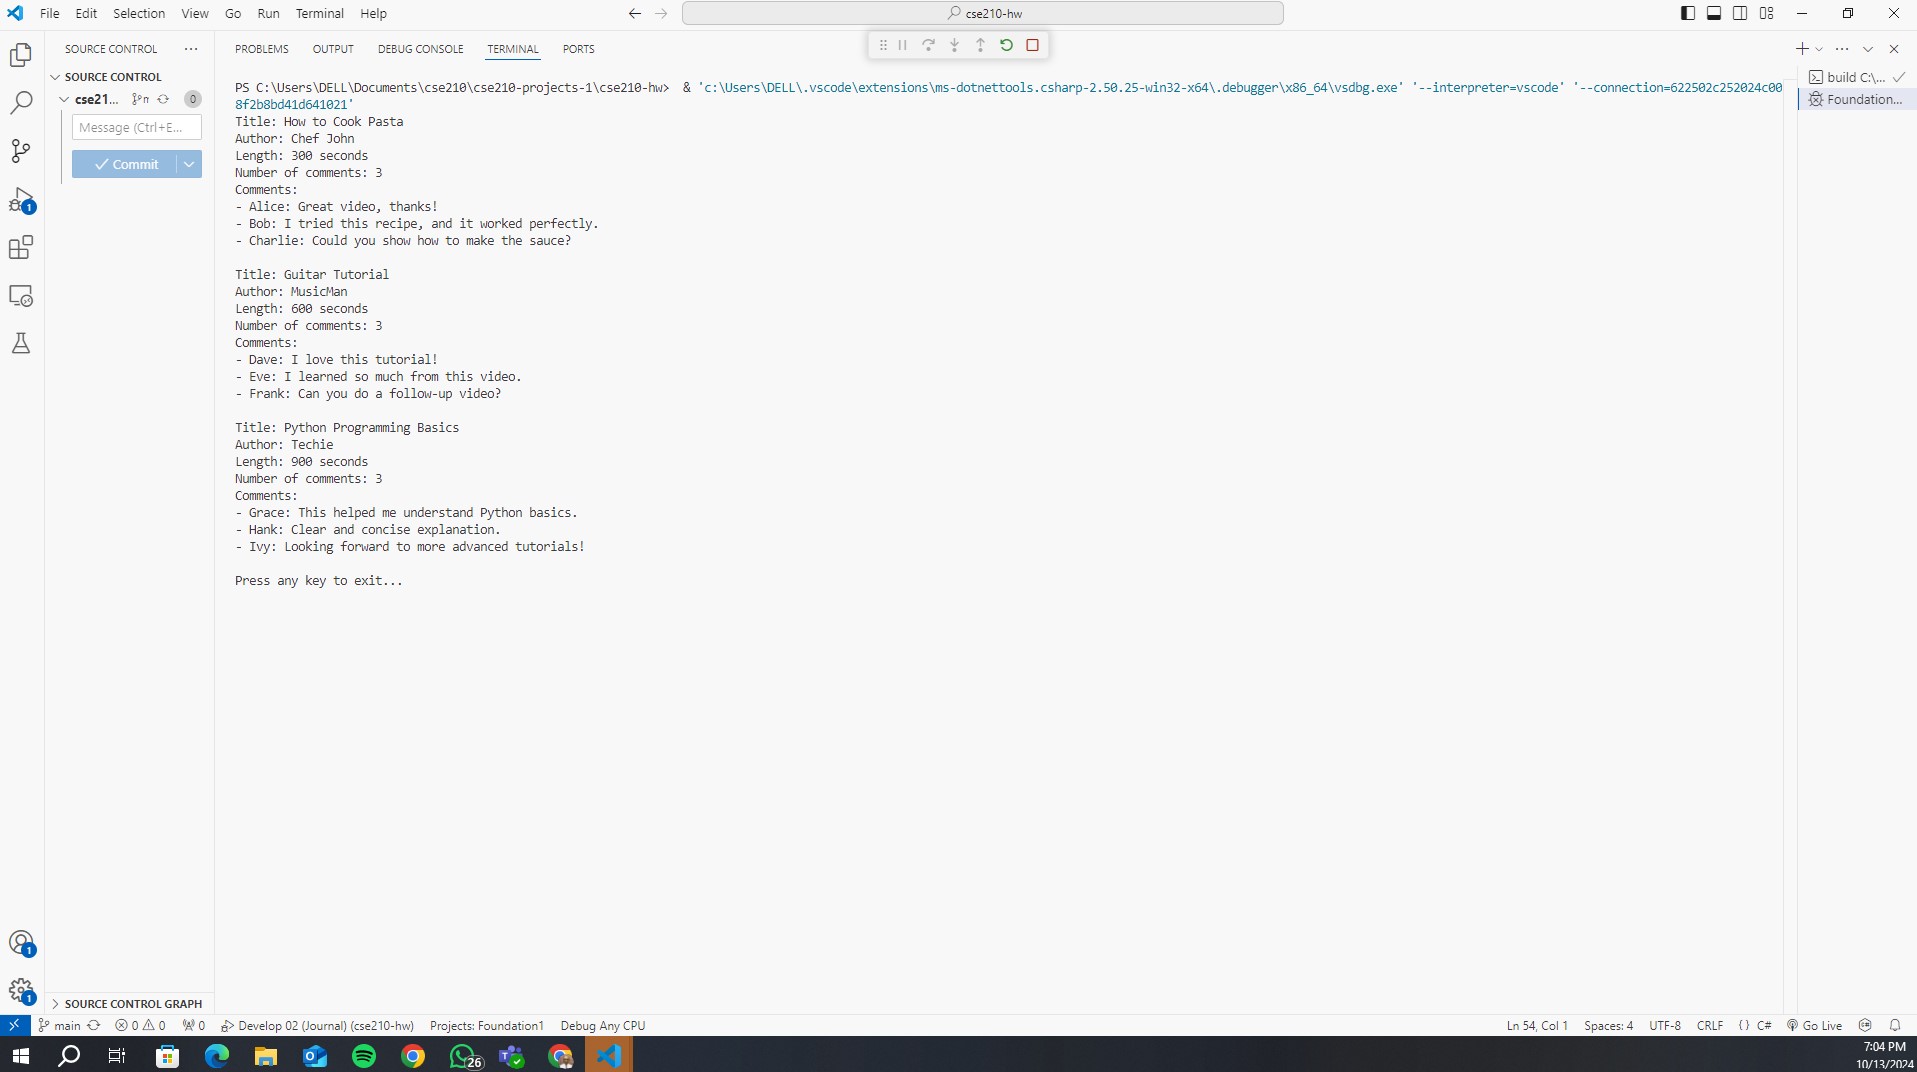 File Edit Selection View Go Run Terminal Help
cse210-hw
SOURCE CONTROL
PROBLEMS OUTPUT DEBUG CONSOLE TERMINAL PORTS
SOURCE CONTROL
cse21...
0
Message (Ctrl+E...
Commit
PS C:\Users\DELL\Documents\cse210\cse210-projects-1\cse210-hw> & 'c:\Users\DELL\.vscode\extensions\ms-dotnettools.csharp-2.50.25-win32-x64\.debugger\x86_64\vsdbg.exe' '--interpreter=vscode' '--connection=622502c252024c00
8f2b8bd41d641021'
Title: How to Cook Pasta
Author: Chef John
Length: 300 seconds
Number of comments: 3
Comments:
- Alice: Great video, thanks!
- Bob: I tried this recipe, and it worked perfectly.
- Charlie: Could you show how to make the sauce?
Title: Guitar Tutorial
Author: MusicMan
Length: 600 seconds
Number of comments: 3
Comments:
- Dave: I love this tutorial!
- Eve: I learned so much from this video.
- Frank: Can you do a follow-up video?
Title: Python Programming Basics
Author: Techie
Length: 900 seconds
Number of comments: 3
Comments:
- Grace: This helped me understand Python basics.
- Hank: Clear and concise explanation.
- Ivy: Looking forward to more advanced tutorials!
Press any key to exit...
build C:\...
Foundation...
1
1
1
SOURCE CONTROL GRAPH
main 0 0 0 Develop 02 (Journal) (cse210-hw) Projects: Foundation1 Debug Any CPU
Ln 54, Col 1 Spaces: 4 UTF-8 CRLF {} C# Go Live
26
7:04 PM
10/13/2024